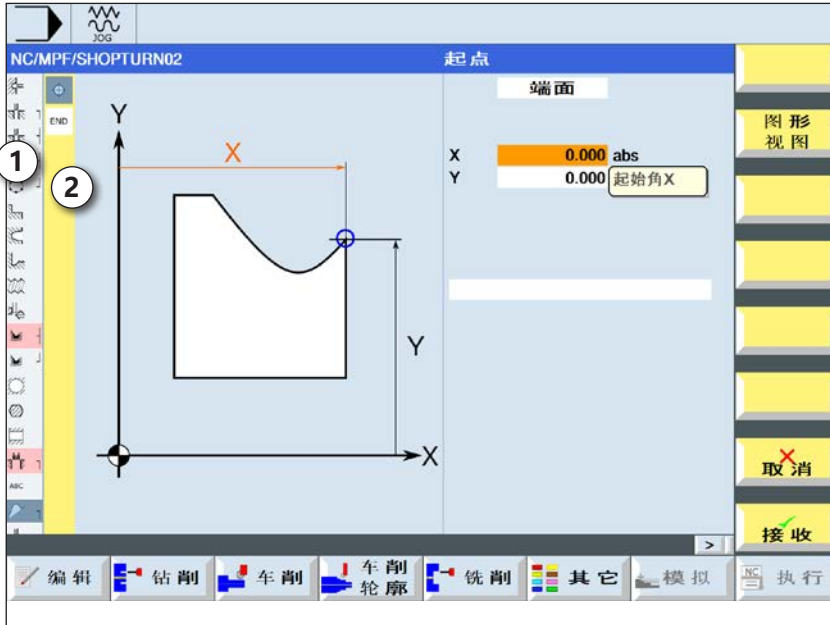 JOG
NC/MPF/SHOPTURN02
起点
端面
X 0.000 abs
Y 0.000
起始角X
END
1
2
Y
X
Y
X
ABC
图形
视图
取消
接收
>
编辑
钻削
车削
车削
轮廓
铣削
其它
模拟
NC
执行